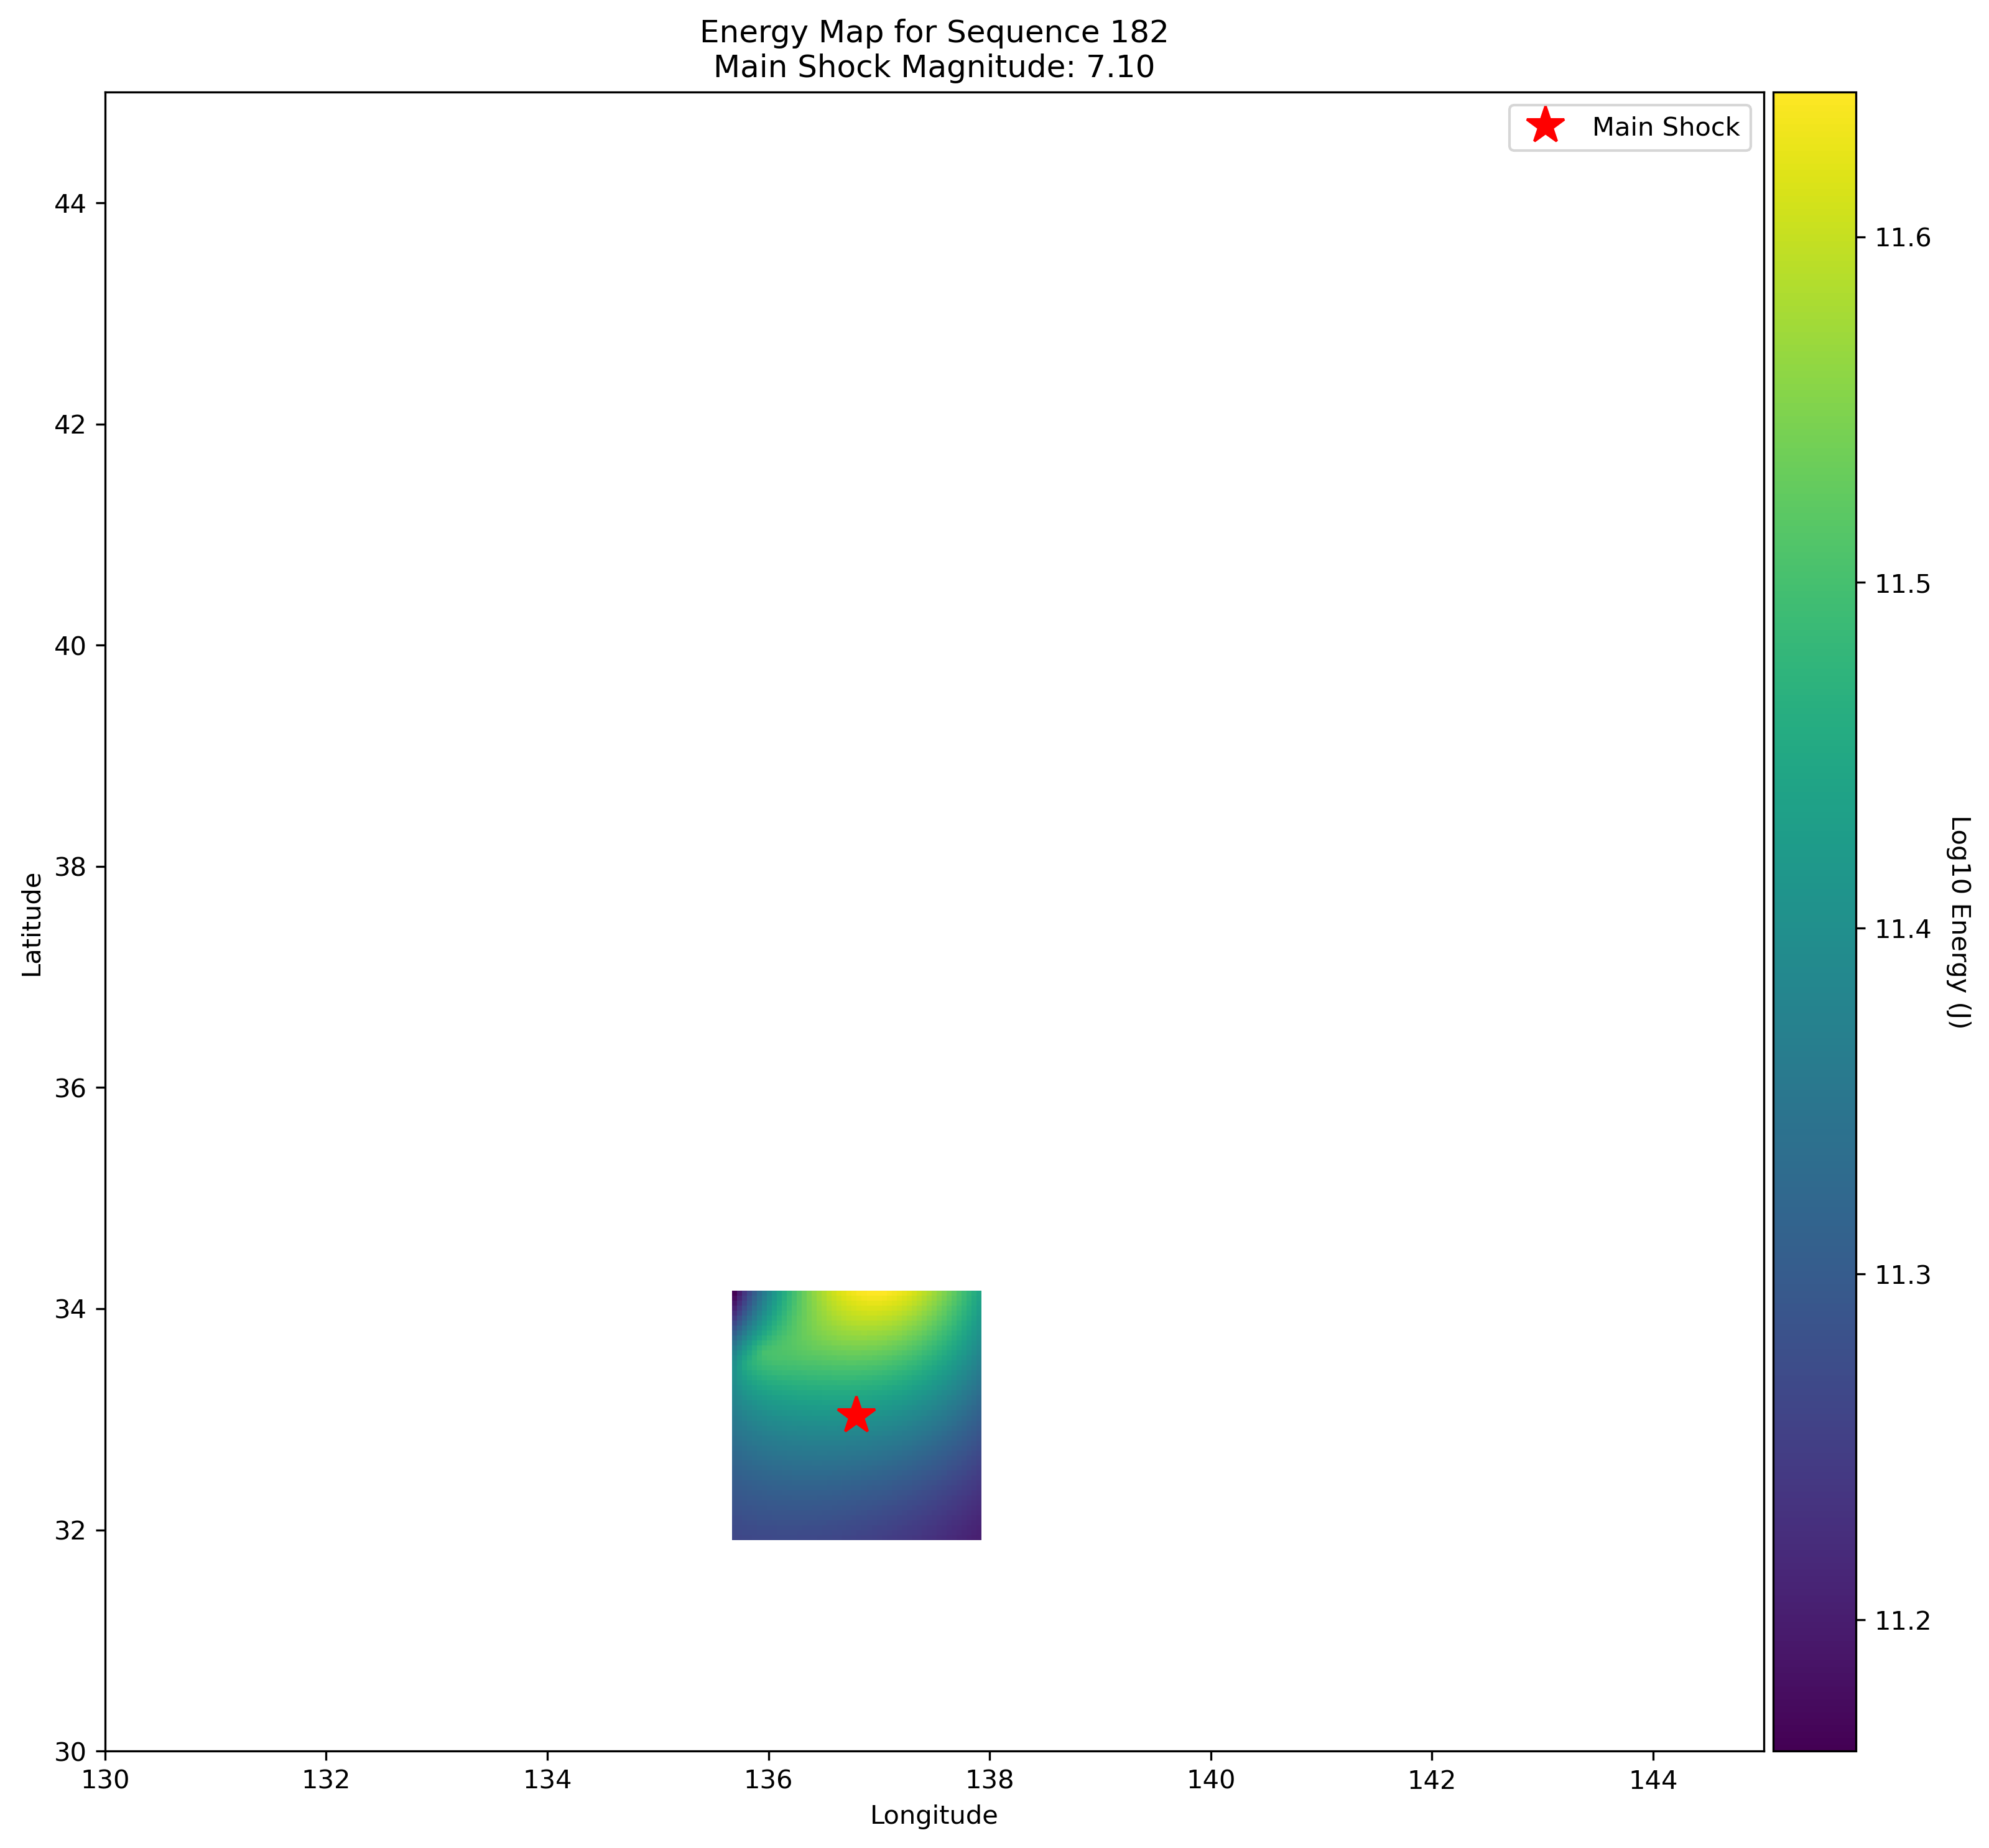 Energy Map for Sequence 182
Main Shock Magnitude: 7.10
Main Shock
44
42
40
38
36
34
32
30
Latitude
130 132 134 136 138 140 142 144
Longitude
11.6
11.5
11.4
11.3
11.2
Log10 Energy (J)